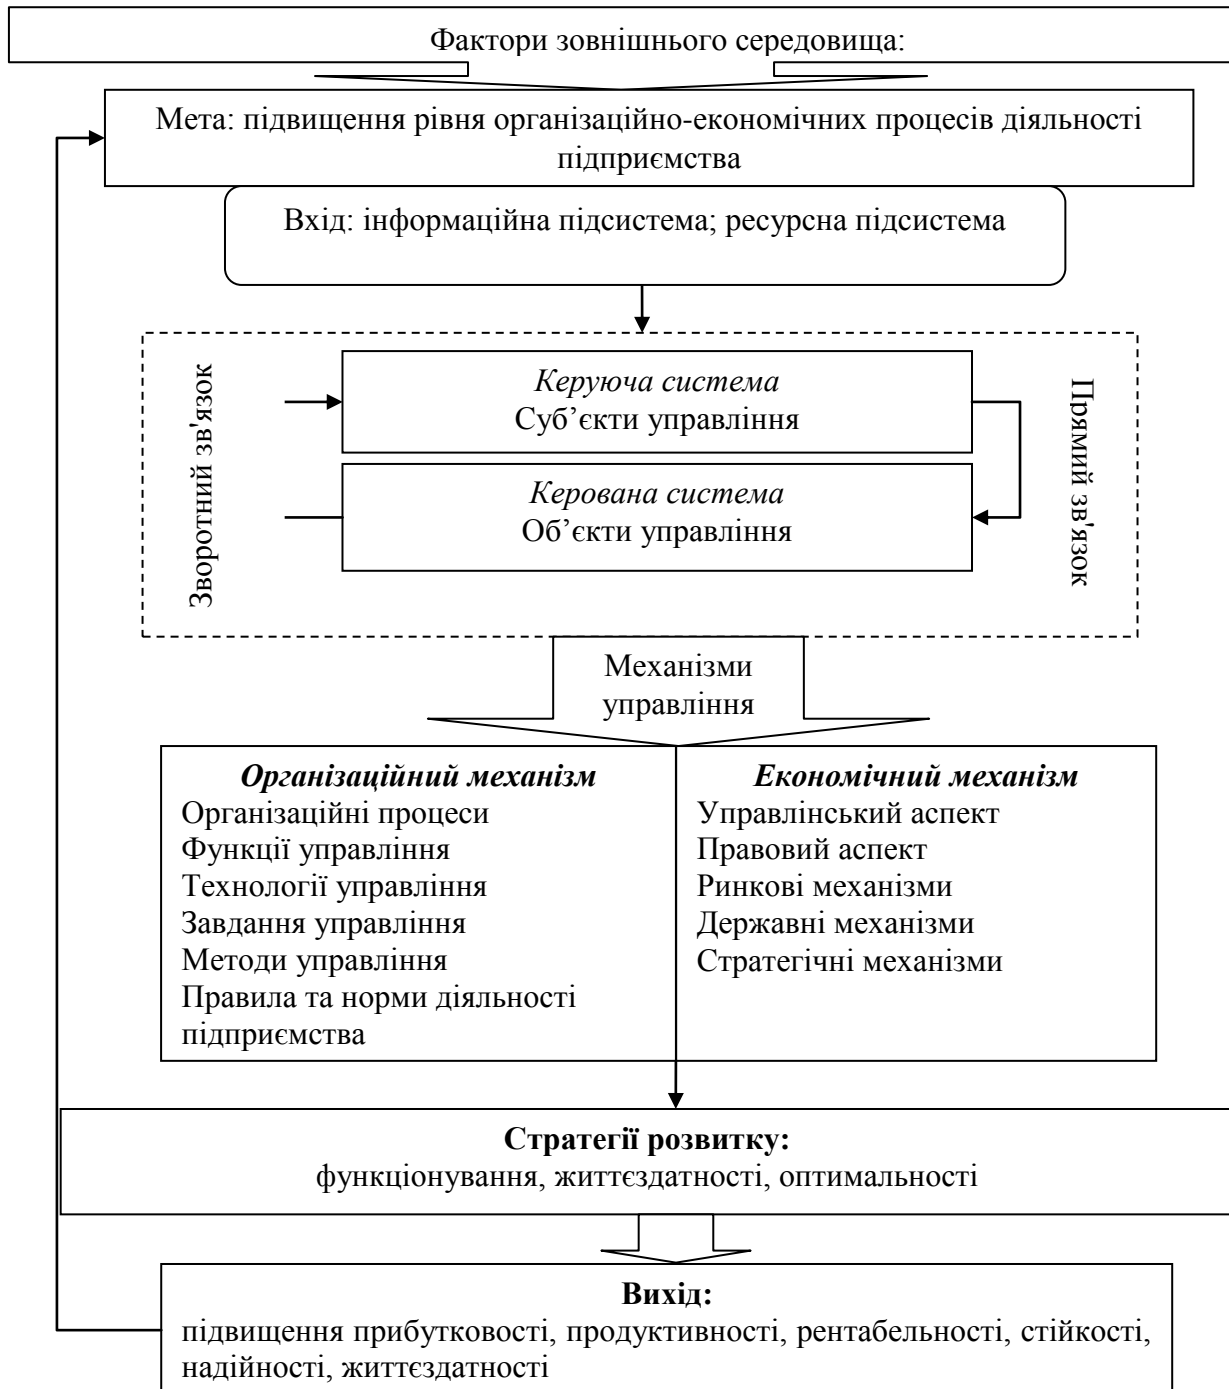 Фактори зовнішнього середовища:
Мета: підвищення рівня організаційно-економічних процесів діяльності
підприємства
Вхід: інформаційна підсистема; ресурсна підсистема
Зворотний зв'язок
Керуюча система
Суб’єкти управління
Керована система
Об’єкти управління
Прямий зв'язок
Механізми
управління
Організаційний механізм
Організаційні процеси
Функції управління
Технології управління
Завдання управління
Методи управління
Правила та норми діяльності
підприємства
Економічний механізм
Управлінський аспект
Правовий аспект
Ринкові механізми
Державні механізми
Стратегічні механізми
Стратегії розвитку:
функціонування, життєздатності, оптимальності
Вихід:
підвищення прибутковості, продуктивності, рентабельності, стійкості,
надійності, життєздатності